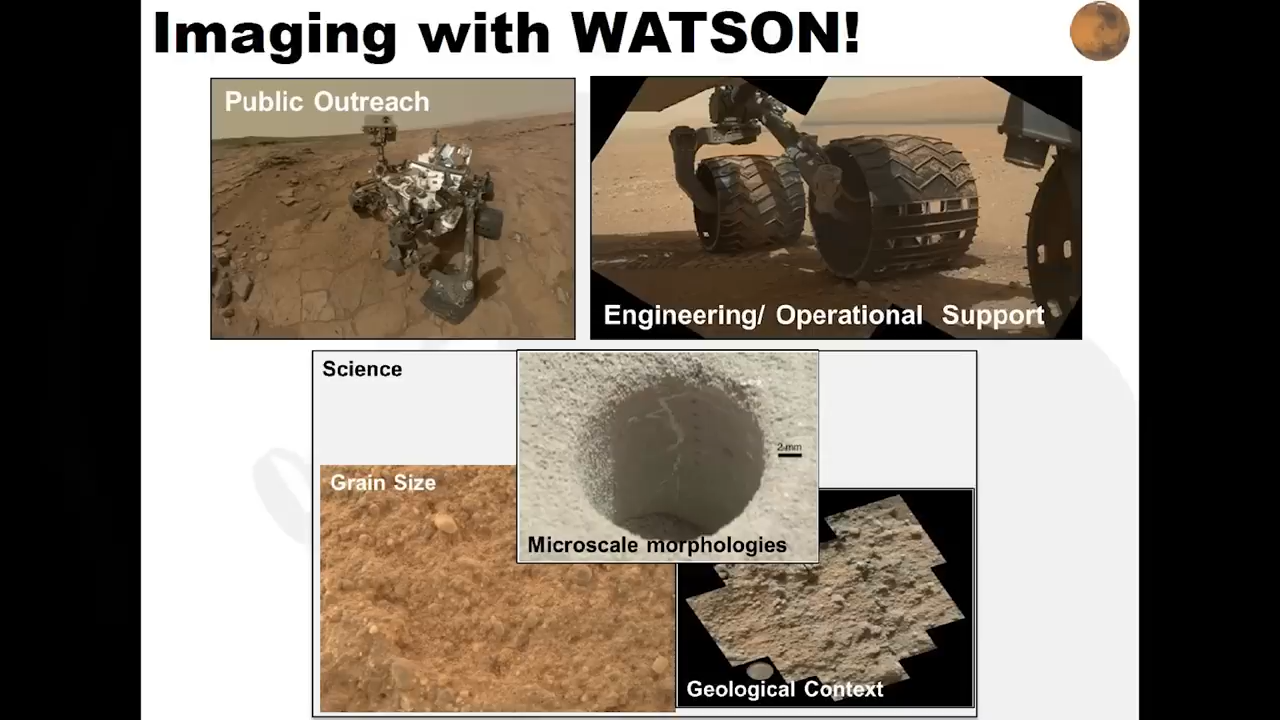 Imaging with WATSON!
Public Outreach
Engineering/ Operational Support
Science
2 mm
Grain Size
Microscale morphologies
Geological Context